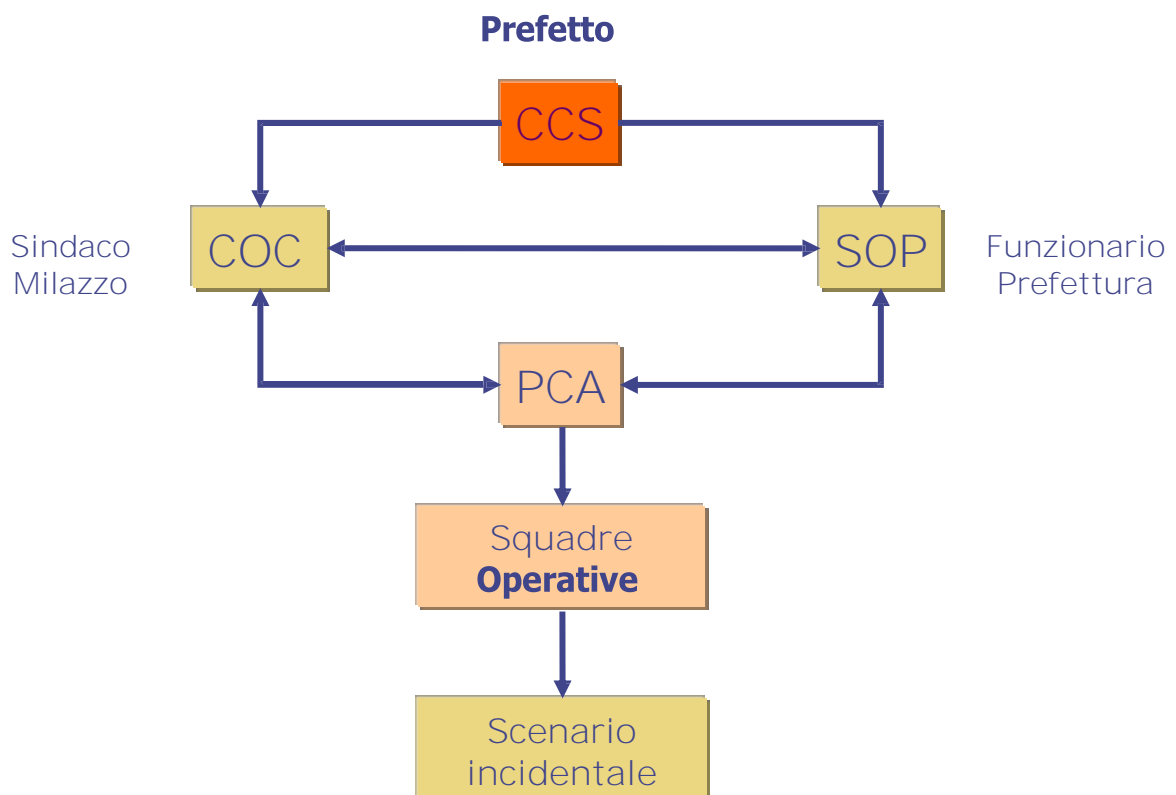 Prefetto
CCS
Sindaco
Milazzo
COC
SOP
Funzionario
Prefettura
PCA
Squadre
Operative
Scenario
incidentale